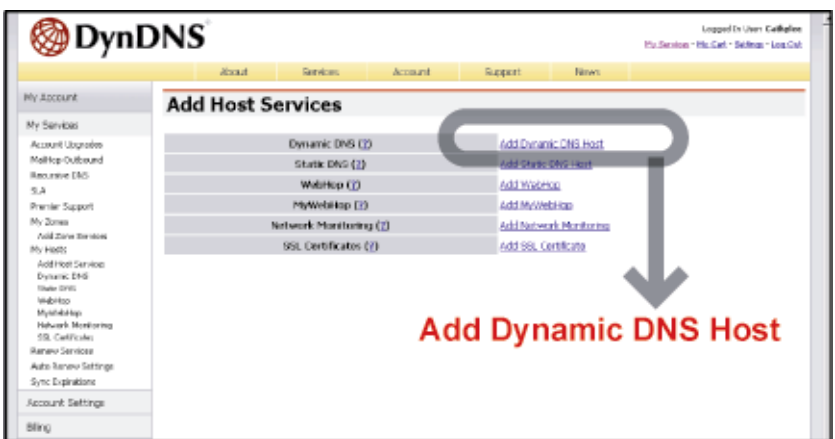 DynDNS
Logged In User: Cathplee
My Services - My Cart - Settings - Log Out
About Services Account Support News
My Account
My Services
Account Upgrades
MailHop Outbound
Recursive DNS
SLA
Premier Support
My Zones
Add Zone Services
My Hosts
Add Host Services
Dynamic DNS
Static DNS
WebHop
MyWebHop
Network Monitoring
SSL Certificates
Renew Services
Auto Renew Settings
Sync Expirations
Account Settings
Billing
Add Host Services
Dynamic DNS (?) Add Dynamic DNS Host
Static DNS (?) Add Static DNS Host
WebHop (?) Add WebHop
MyWebHop (?) Add MyWebHop
Network Monitoring (?) Add Network Monitoring
SSL Certificates (?) Add SSL Certificate
Add Dynamic DNS Host